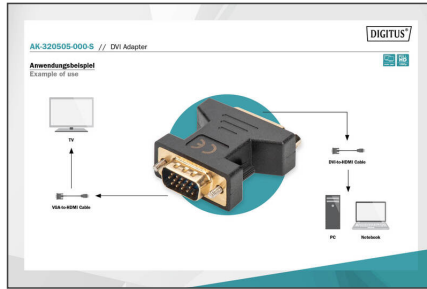 DIGITUS®
AK-320505-000-S // DVI Adapter
Anwendungsbeispiel
Example of use
TV
VGA-to-HDMI Cable
DVI-to-HDMI Cable
PC
Notebook
CE